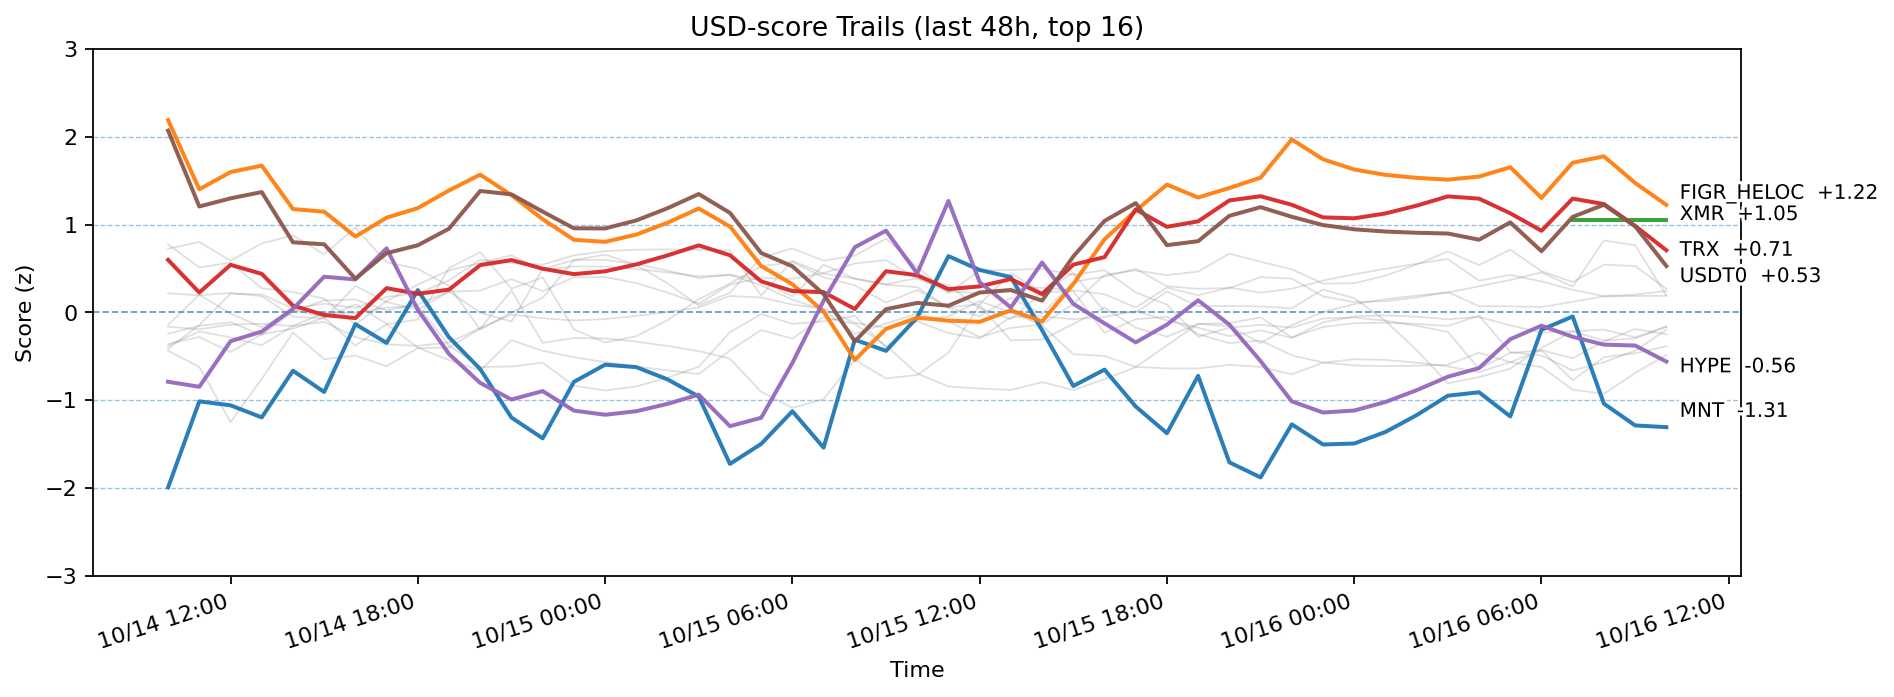 USD-score Trails (last 48h, top 16)
Score (z)
3
2
1
0
−1
−2
−3
FIGR_HELOC +1.22
XMR +1.05
TRX +0.71
USDT0 +0.53
HYPE -0.56
MNT -1.31
10/14 12:00
10/14 18:00
10/15 00:00
10/15 06:00
10/15 12:00
10/15 18:00
10/16 00:00
10/16 06:00
10/16 12:00
Time